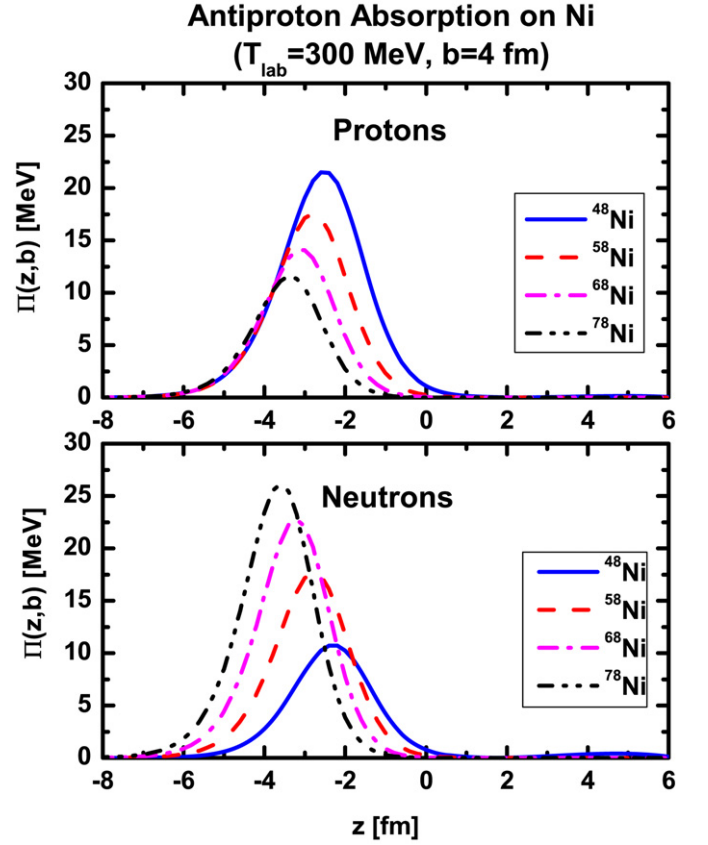 Antiproton Absorption on Ni
(T_lab=300 MeV, b=4 fm)
30
25
20
15
10
5
0
Π(z,b) [MeV]
Protons
⁴⁸Ni
⁵⁸Ni
⁶⁸Ni
⁷⁸Ni
-8 -6 -4 -2 0 2 4 6
30
25
20
15
10
5
0
Π(z,b) [MeV]
Neutrons
⁴⁸Ni
⁵⁸Ni
⁶⁸Ni
⁷⁸Ni
-8 -6 -4 -2 0 2 4 6
z [fm]